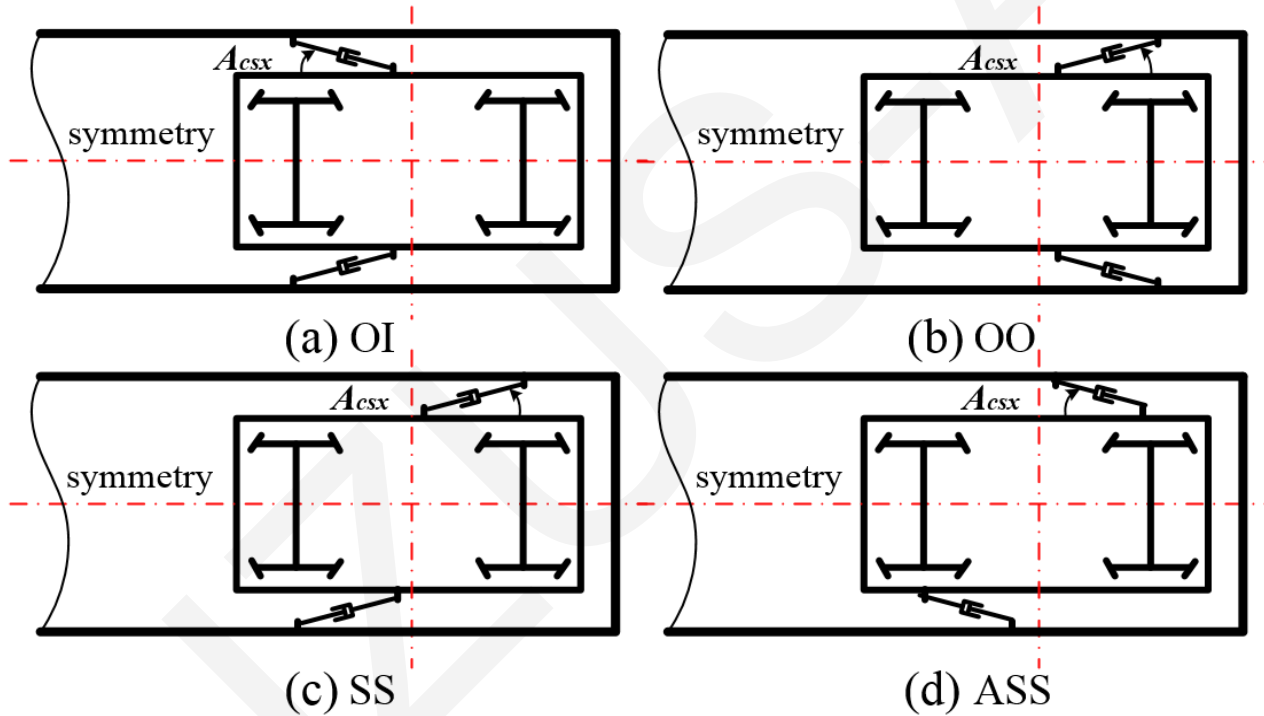 Acsx
symmetry
(a) OI
Acsx
symmetry
(b) OO
Acsx
symmetry
(c) SS
Acsx
symmetry
(d) ASS